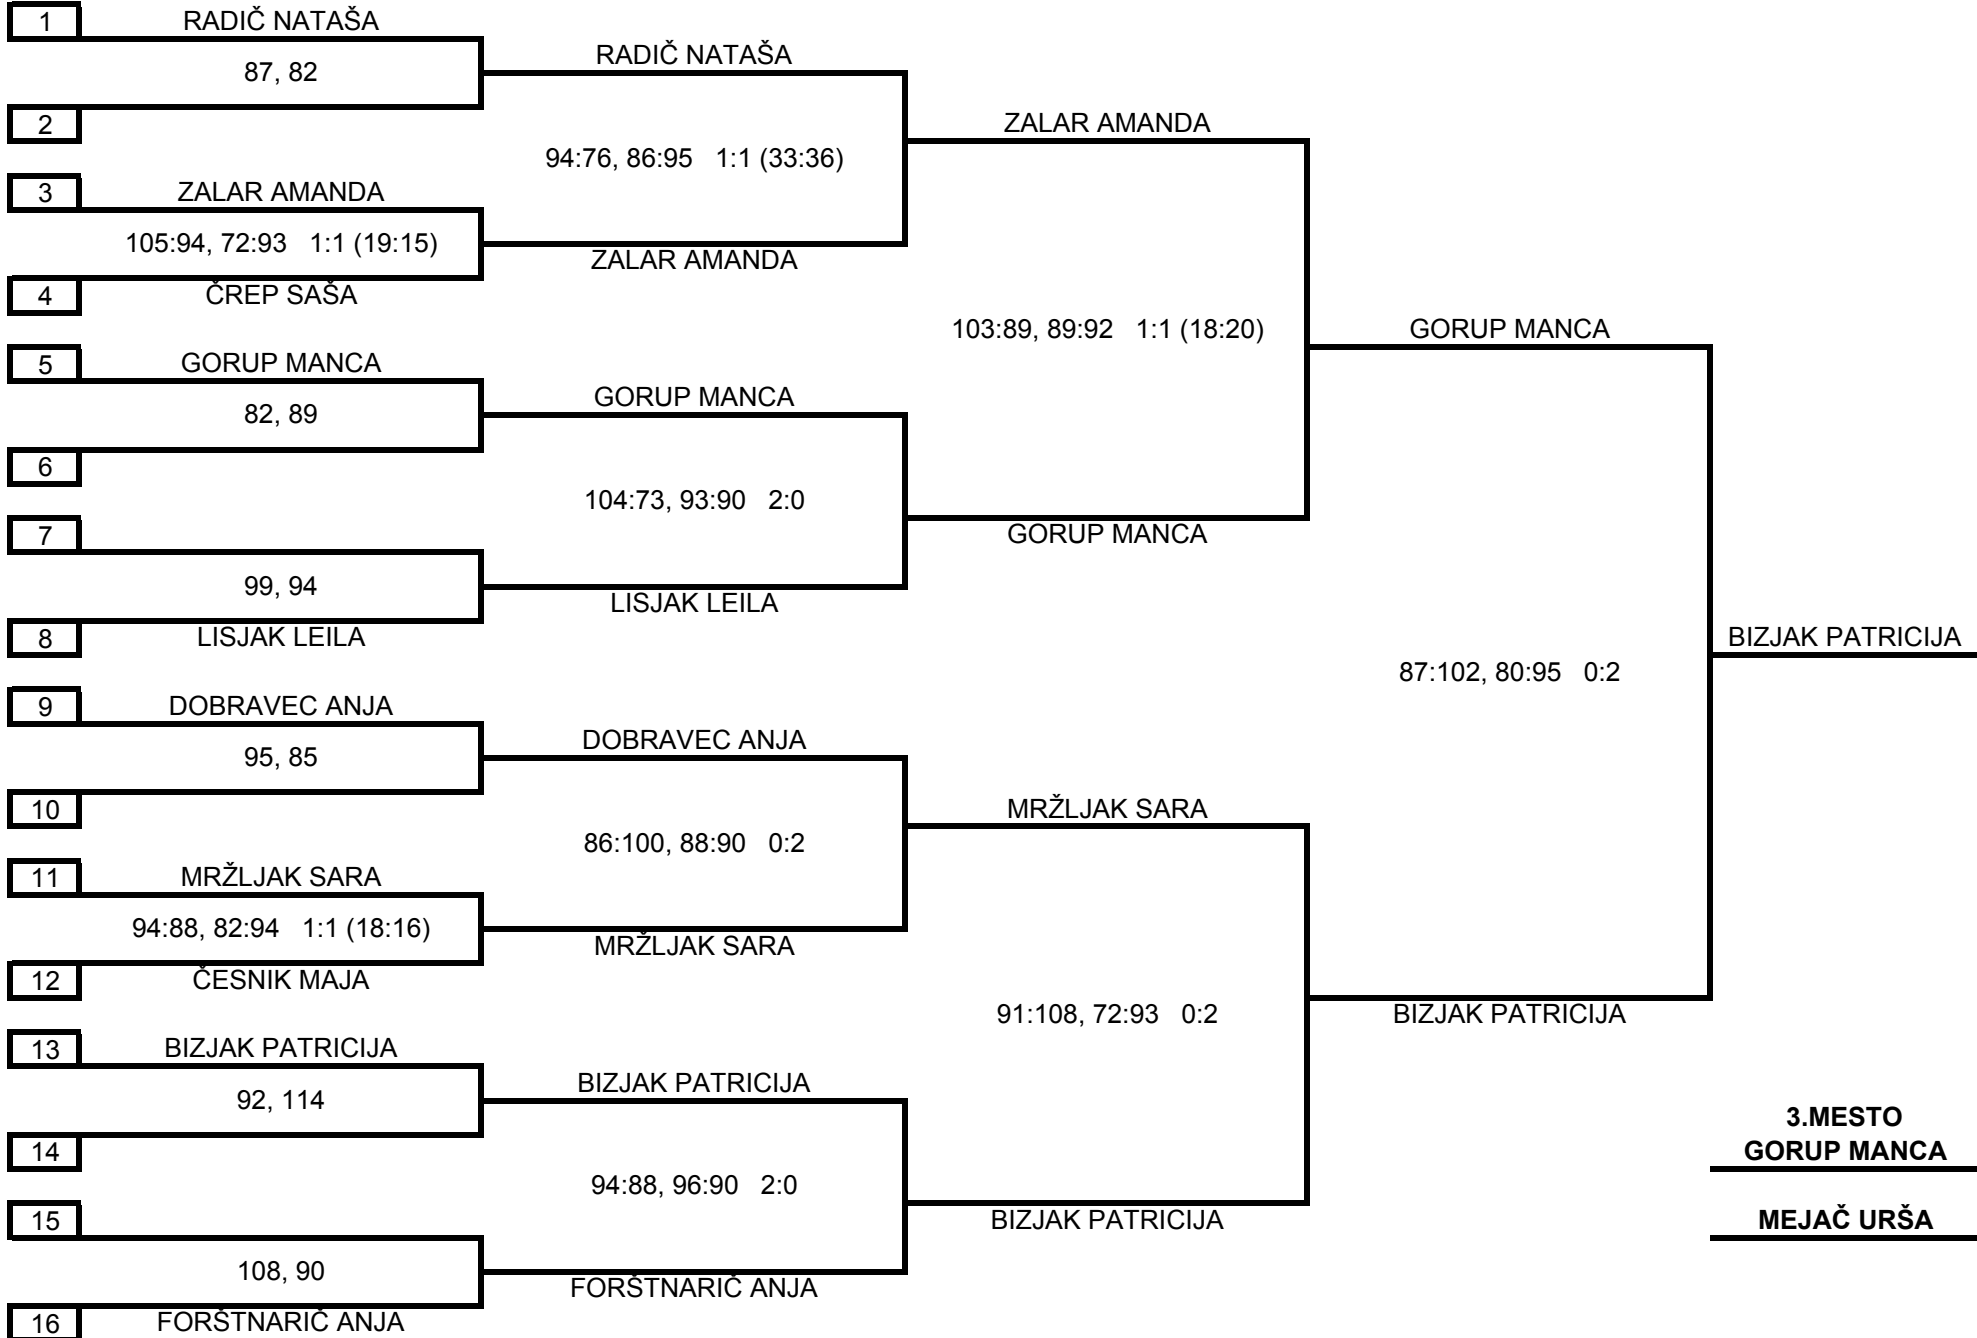 1 RADIČ NATAŠA
87, 82
RADIČ NATAŠA
2
94:76, 86:95 1:1 (33:36)
ZALAR AMANDA
3 ZALAR AMANDA
105:94, 72:93 1:1 (19:15)
ZALAR AMANDA
4 ČREP SAŠA
103:89, 89:92 1:1 (18:20)
GORUP MANCA
5 GORUP MANCA
82, 89
GORUP MANCA
6
104:73, 93:90 2:0
GORUP MANCA
7
99, 94
LISJAK LEILA
8 LISJAK LEILA
87:102, 80:95 0:2
BIZJAK PATRICIJA
9 DOBRAVEC ANJA
95, 85
DOBRAVEC ANJA
10
86:100, 88:90 0:2
MRŽLJAK SARA
11 MRŽLJAK SARA
94:88, 82:94 1:1 (18:16)
MRŽLJAK SARA
12 ČESNIK MAJA
91:108, 72:93 0:2
BIZJAK PATRICIJA
13 BIZJAK PATRICIJA
92, 114
BIZJAK PATRICIJA
14
94:88, 96:90 2:0
BIZJAK PATRICIJA
15
108, 90
FORŠTNARIČ ANJA
16 FORŠTNARIČ ANJA
3.MESTO
GORUP MANCA
MEJAČ URŠA